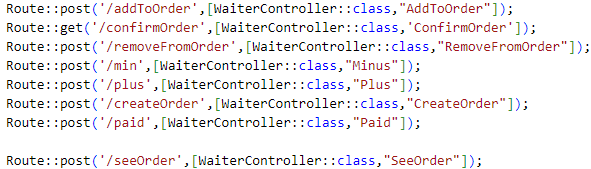 Route::post('/addToOrder',[WaiterController::class,"AddToOrder"]);
Route::get('/confirmOrder',[WaiterController::class,'ConfirmOrder']);
Route::post('/removeFromOrder',[WaiterController::class,"RemoveFromOrder"]);
Route::post('/min',[WaiterController::class,"Minus"]);
Route::post('/plus',[WaiterController::class,"Plus"]);
Route::post('/createOrder',[WaiterController::class,"CreateOrder"]);
Route::post('/paid',[WaiterController::class,"Paid"]);
Route::post('/seeOrder',[WaiterController::class,"SeeOrder"]);